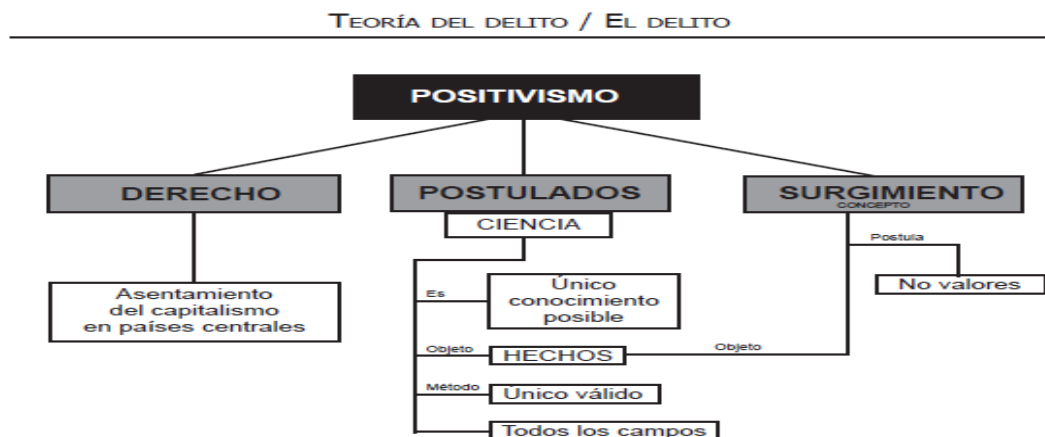 TEORÍA DEL DELITO / EL DELITO
POSITIVISMO
DERECHO
POSTULADOS
SURGIMIENTO
CONCEPTO
CIENCIA
Postula
Asentamiento
del capitalismo
en países centrales
Es
Único
conocimiento
posible
No valores
Objeto
HECHOS
Objeto
Método
Único válido
Todos los campos